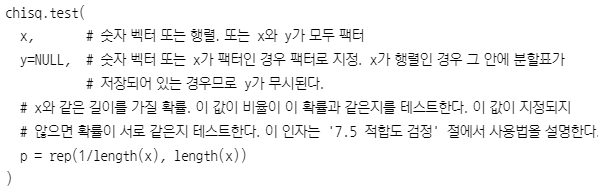 chisq.test(
x, # 숫자 벡터 또는 행렬. 또는 x와 y가 모두 팩터
y=NULL, # 숫자 벡터 또는 x가 팩터인 경우 팩터로 지정. x가 행렬인 경우 그 안에 분할표가
# 저장되어 있는 경우므로 y가 무시된다.
# x와 같은 길이를 가질 확률. 이 값이 비율이 이 확률과 같은지를 테스트한다. 이 값이 지정되지
# 않으면 확률이 서로 같은지 테스트한다. 이 인자는 '7.5 적합도 검정' 절에서 사용법을 설명한다.
p = rep(1/length(x), length(x))
)